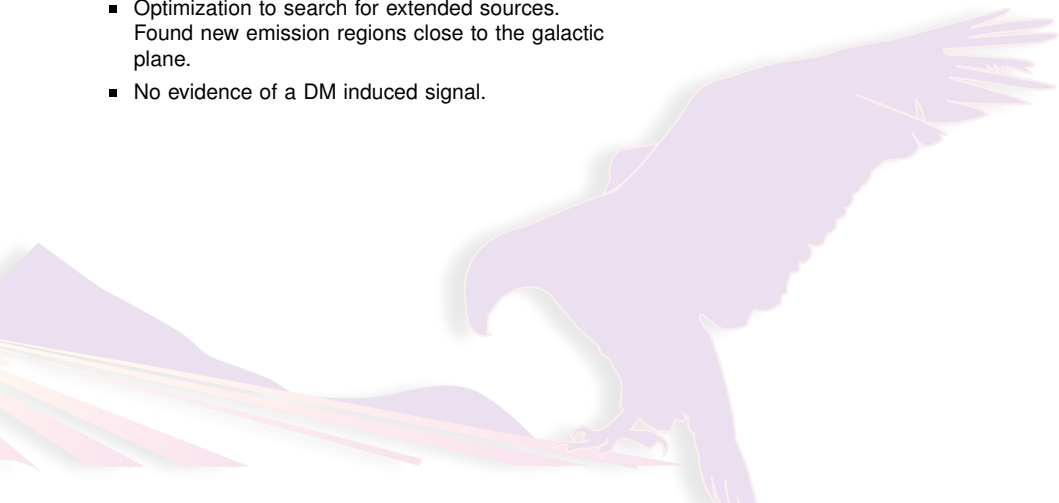 ▪ Optimization to search for extended sources.
Found new emission regions close to the galactic
plane.
▪ No evidence of a DM induced signal.